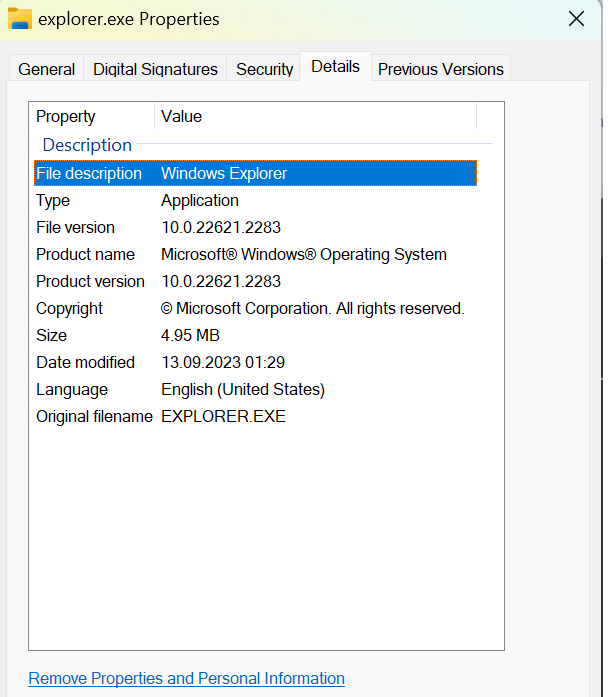 explorer.exe Properties
General Digital Signatures Security Details Previous Versions
Property Value
Description
File description Windows Explorer
Type Application
File version 10.0.22621.2283
Product name Microsoft® Windows® Operating System
Product version 10.0.22621.2283
Copyright © Microsoft Corporation. All rights reserved.
Size 4.95 MB
Date modified 13.09.2023 01:29
Language English (United States)
Original filename EXPLORER.EXE
Remove Properties and Personal Information